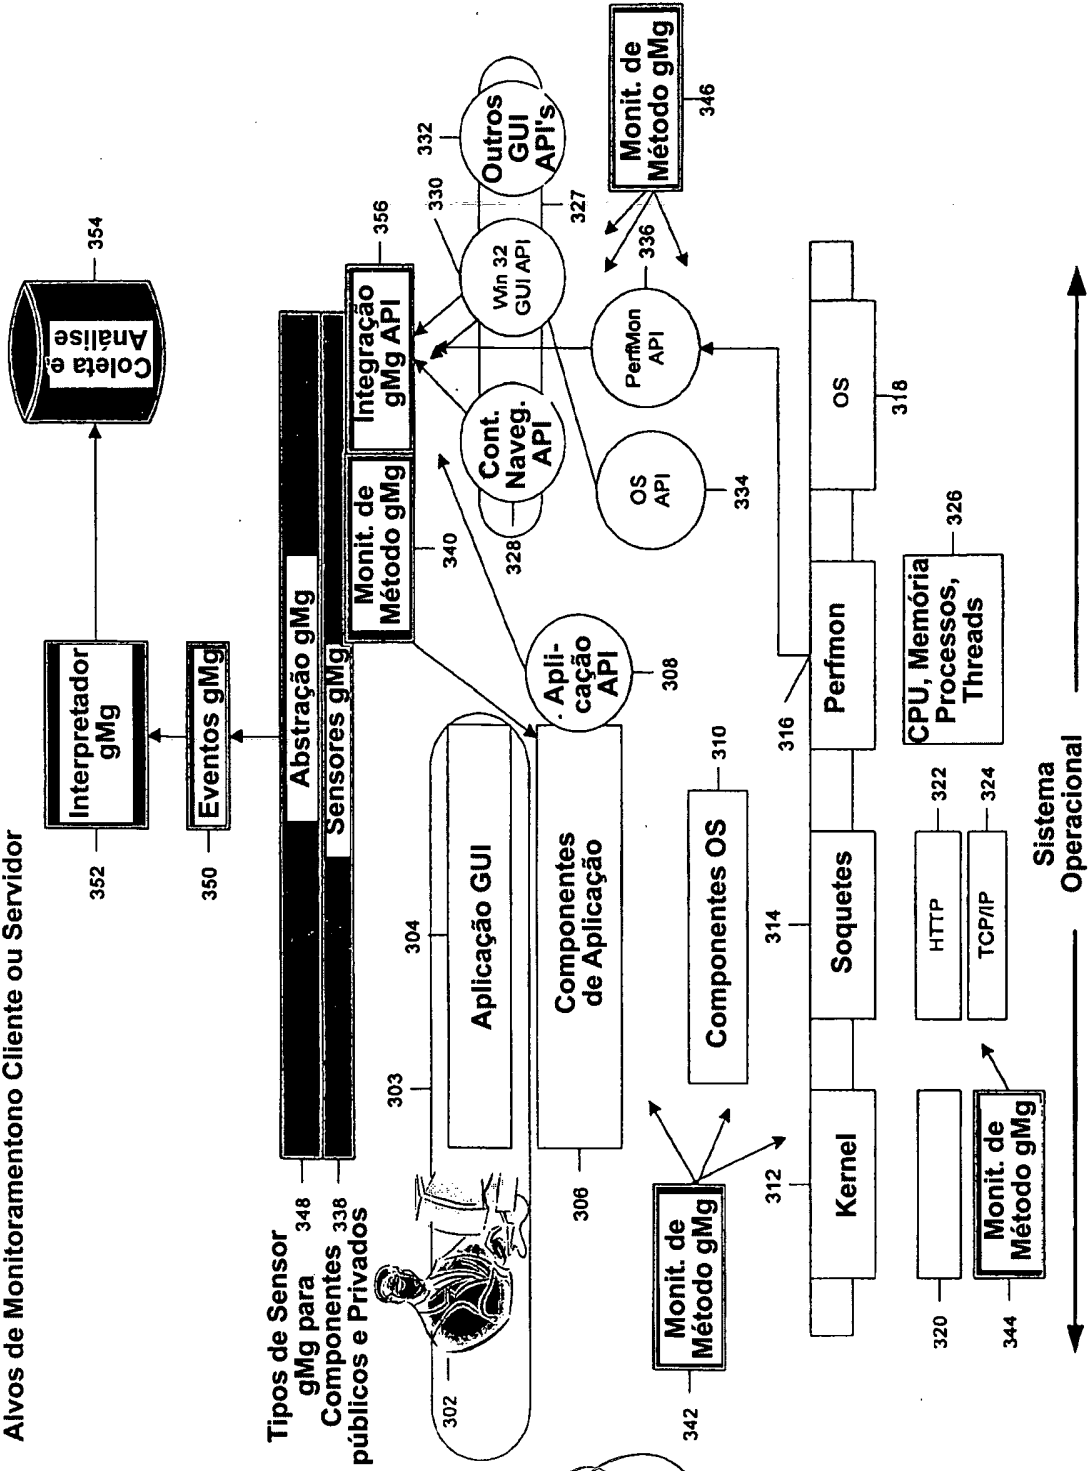 Alvos de Monitoramentono Cliente ou Servidor
352
Interpretador
gMg
Coleta e
Análise
354
350
Eventos gMg
Tipos de Sensor
gMg para
Componentes
públicos e Privados
348
338
Abstração gMg
Sensores gMg
Monit. de
Método gMg
340
Integração
gMg API
356
302
303
304
Aplicação GUI
306
Componentes
de Aplicação
Apli-
cação
API
308
328
Cont.
Naveg.
API
Win 32
GUI API
330
Outros
GUI
API's
332
327
OS
API
334
PerfMon
API
336
Monit. de
Método gMg
346
342
Monit. de
Método gMg
Componentes OS
310
312
Kernel
314
Soquetes
316
Perfmon
OS
318
320
322
HTTP
324
TCP/IP
CPU, Memória
Processos,
Threads
326
344
Monit. de
Método gMg
Sistema
Operacional